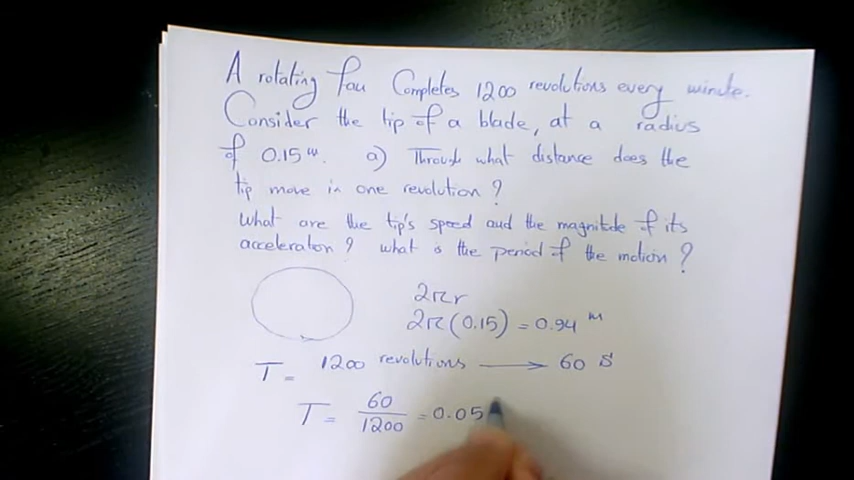 A rotating fan Completes 1200 revolutions every minute.
Consider the tip of a blade, at a radius
of 0.15 m. a) Through what distance does the
tip move in one revolution?
what are the tip's speed and the magnitde of its
acceleration? what is the period of the motion?
2πr
2π(0.15) = 0.94 m
T = 1200 revolutions → 60 S
T = 60/1200 = 0.05